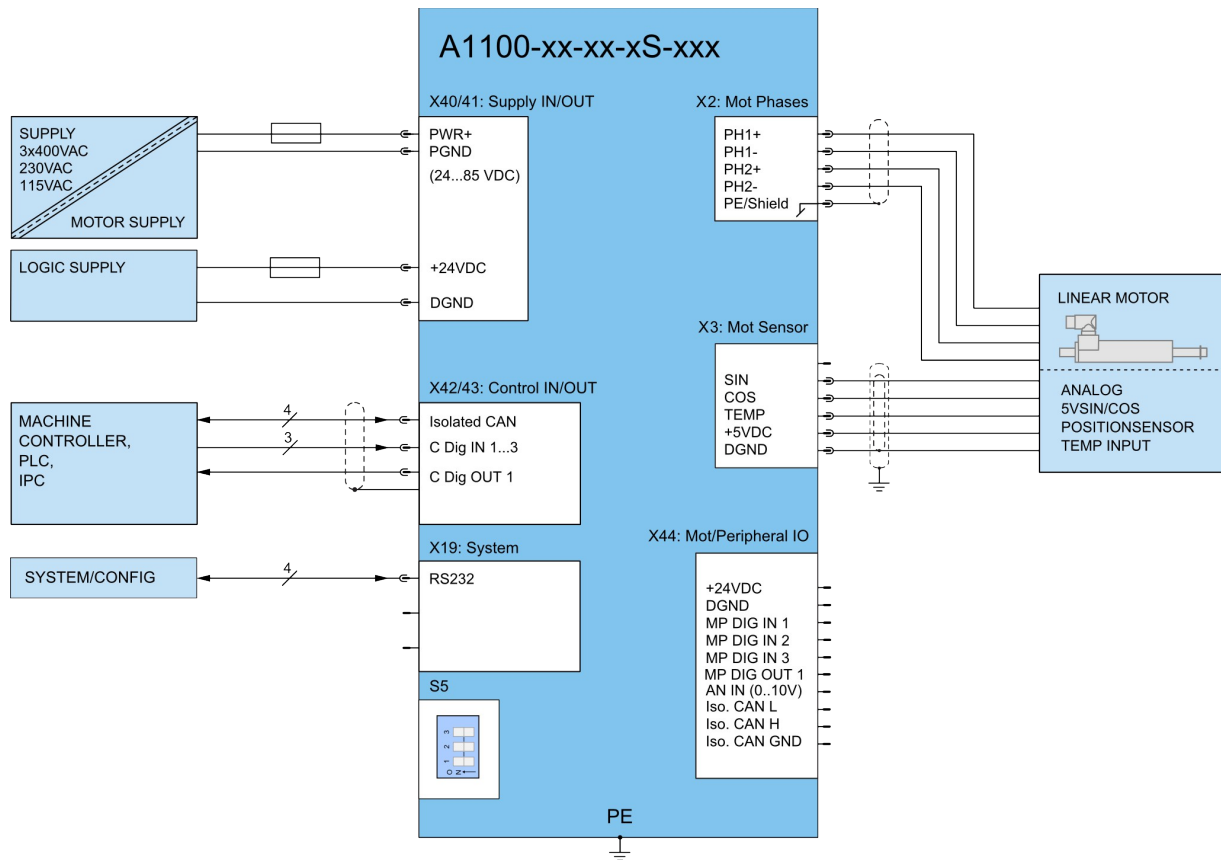 A1100-xx-xx-xS-xxx
X40/41: Supply IN/OUT
SUPPLY
3x400VAC
230VAC
115VAC
MOTOR SUPPLY
LOGIC SUPPLY
PWR+
PGND
(24...85 VDC)
+24VDC
DGND
X2: Mot Phases
PH1+
PH1-
PH2+
PH2-
PE/Shield
LINEAR MOTOR
ANALOG
5VSIN/COS
POSITIONSENSOR
TEMP INPUT
X3: Mot Sensor
SIN
COS
TEMP
+5VDC
DGND
X42/43: Control IN/OUT
MACHINE
CONTROLLER,
PLC,
IPC
4
3
Isolated CAN
C Dig IN 1...3
C Dig OUT 1
X19: System
SYSTEM/CONFIG
4
RS232
X44: Mot/Peripheral IO
+24VDC
DGND
MP DIG IN 1
MP DIG IN 2
MP DIG IN 3
MP DIG OUT 1
AN IN (0..10V)
Iso. CAN L
Iso. CAN H
Iso. CAN GND
S5
1 2 3
ON
PE